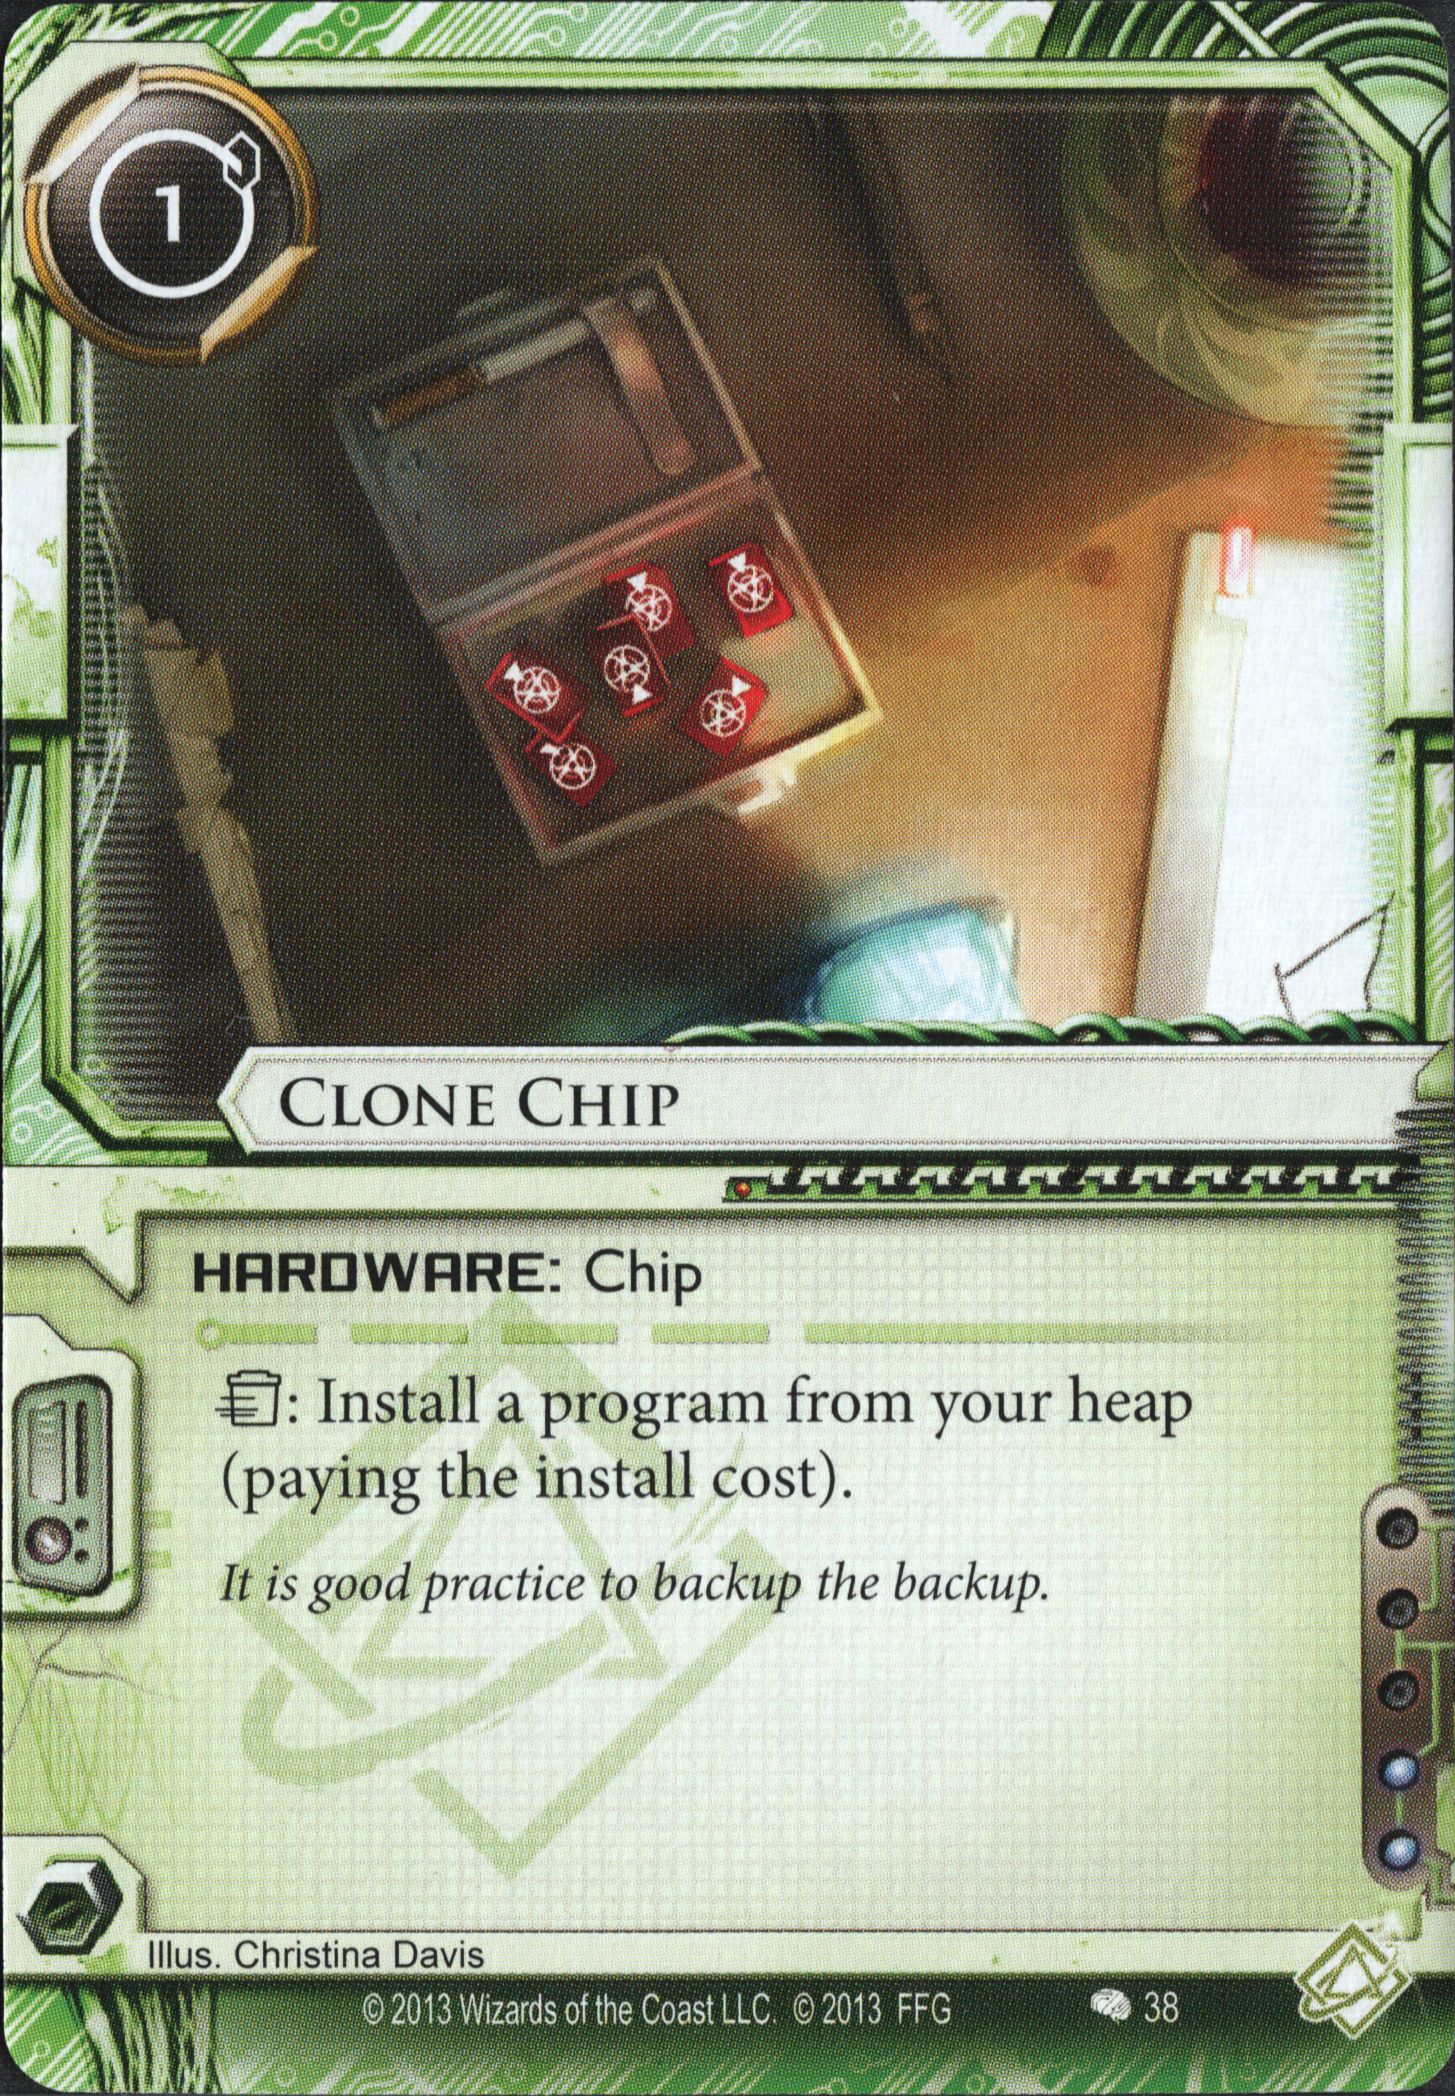 1
CLONE CHIP
HARDWARE: Chip
: Install a program from your heap
(paying the install cost).
It is good practice to backup the backup.
Illus. Christina Davis
© 2013 Wizards of the Coast LLC. © 2013 FFG 38